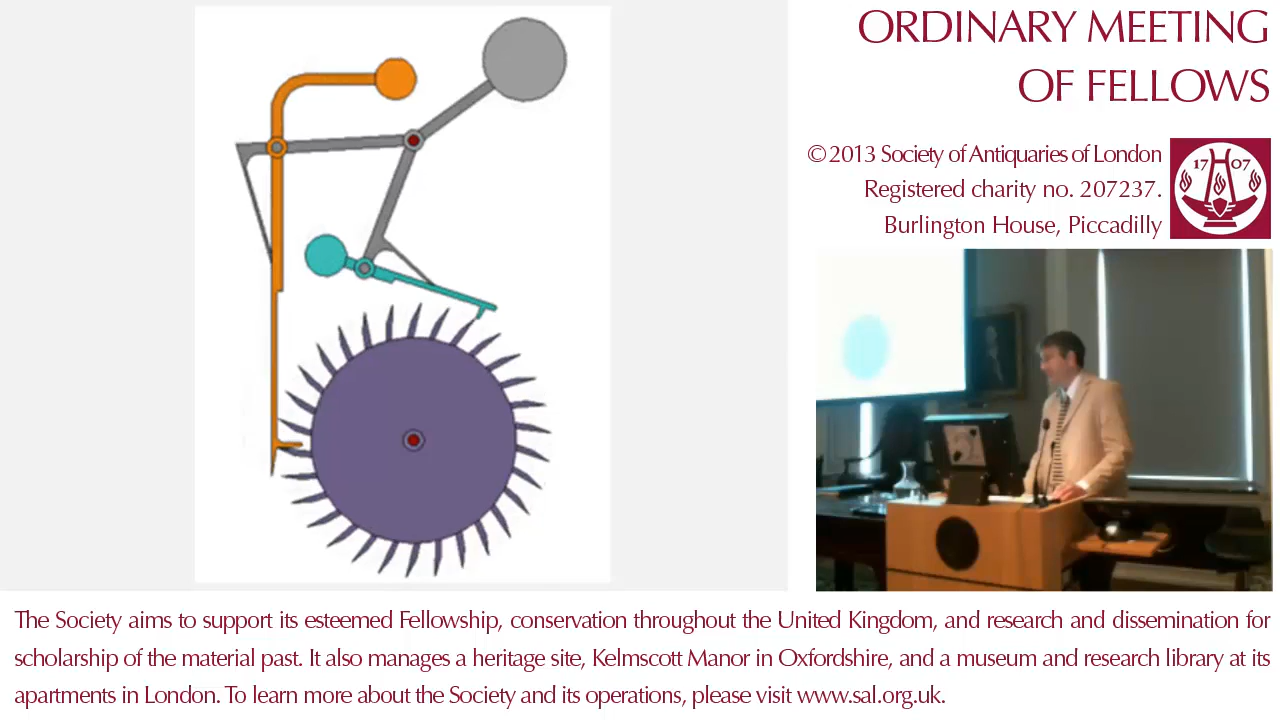 ORDINARY MEETING
OF FELLOWS
©2013 Society of Antiquaries of London
Registered charity no. 207237.
Burlington House, Piccadilly
17 07
The Society aims to support its esteemed Fellowship, conservation throughout the United Kingdom, and research and dissemination for
scholarship of the material past. It also manages a heritage site, Kelmscott Manor in Oxfordshire, and a museum and research library at its
apartments in London. To learn more about the Society and its operations, please visit www.sal.org.uk.